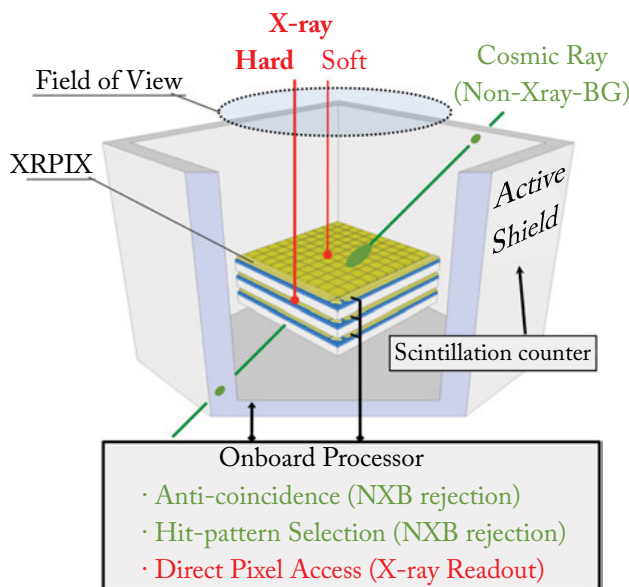 X-ray
Hard Soft
Cosmic Ray
(Non-Xray-BG)
Field of View
XRPIX
Active
Shield
Scintillation counter
Onboard Processor
· Anti-coincidence (NXB rejection)
· Hit-pattern Selection (NXB rejection)
· Direct Pixel Access (X-ray Readout)